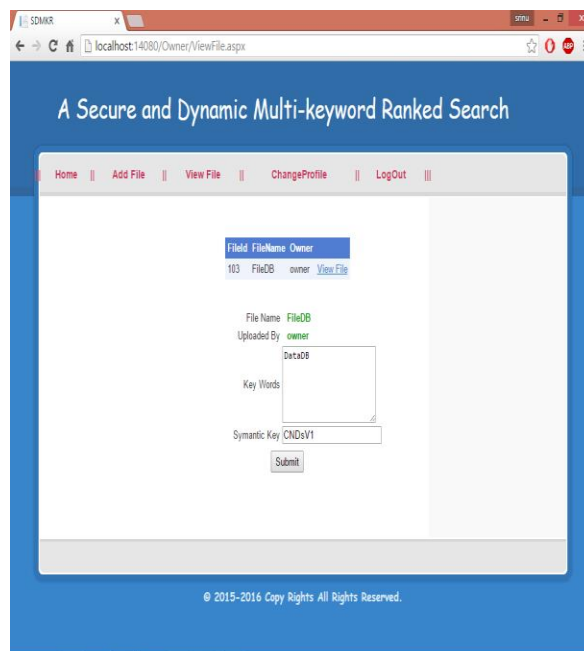 SDMKR
srinu
localhost:14080/Owner/ViewFile.aspx
ABP
A Secure and Dynamic Multi-keyword Ranked Search
|| Home || Add File || View File || ChangeProfile || LogOut |||
FileId FileName Owner
103 FileDB owner View File
File Name FileDB
Uploaded By owner
DataDB
Key Words
Symantic Key CNDsV1
Submit
© 2015-2016 Copy Rights All Rights Reserved.